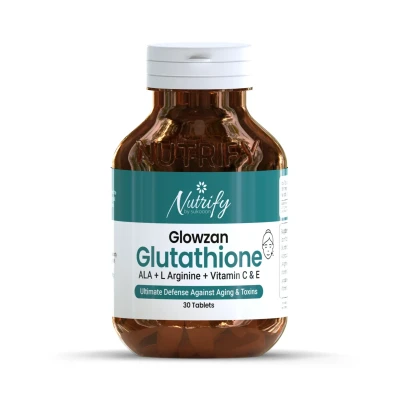 NUTRIFY
Nutrify
Glowzan
Glutathione
ALA + L Arginine + Vitamin C & E
Ultimate Defense Against Aging & Toxins
30 Tablets